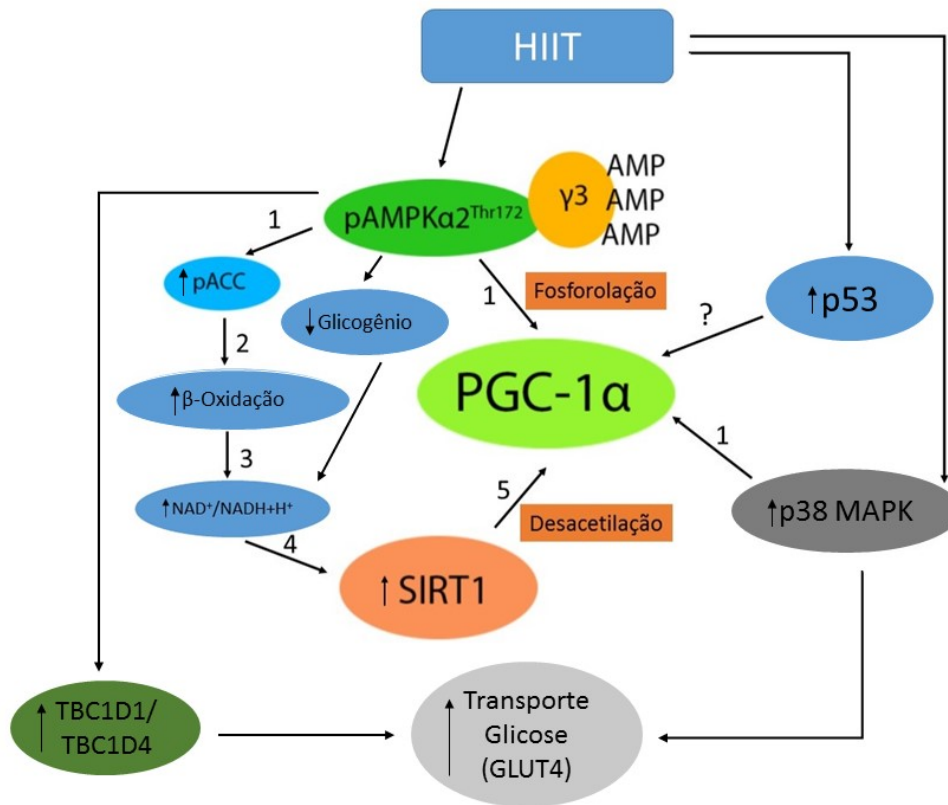 HIIT
AMP
AMP
AMP
γ3
pAMPKα2Thr172
1
↑pACC
↓Glicogênio
1
Fosforolação
↑p53
?
2
PGC-1α
↑β-Oxidação
3
1
↑NAD⁺/NADH+H⁺
5
↑p38 MAPK
Desacetilação
4
↑SIRT1
↑TBC1D1/
TBC1D4
↑Transporte
Glicose
(GLUT4)